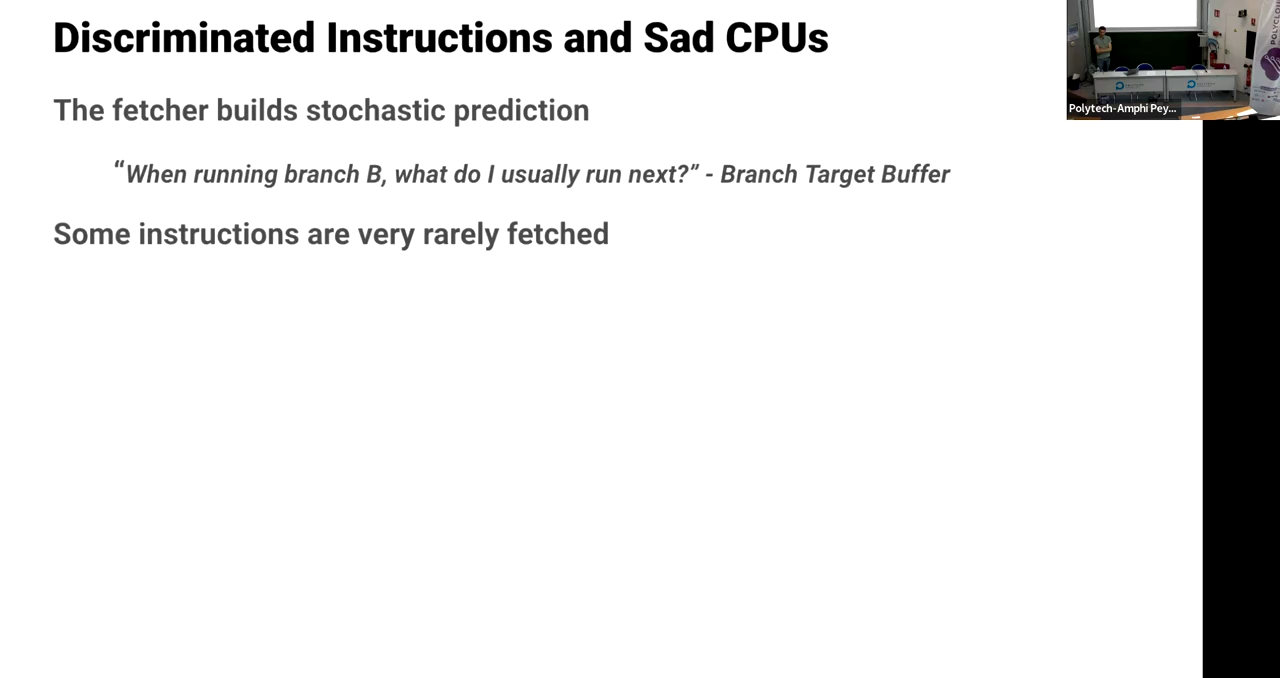 Discriminated Instructions and Sad CPUs
The fetcher builds stochastic prediction
“When running branch B, what do I usually run next?” - Branch Target Buffer
Some instructions are very rarely fetched
Polytech-Amphi Pey...